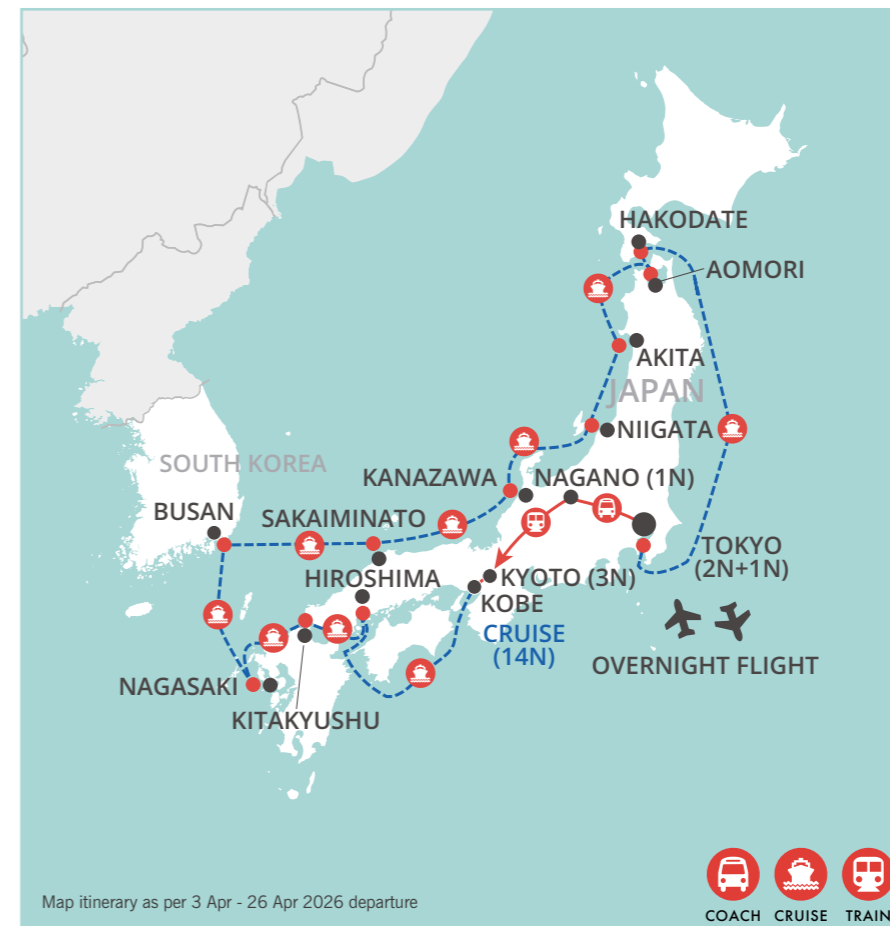 HAKODATE
AOMORI
AKITA
JAPAN
NIIGATA
SOUTH KOREA
KANAZAWA
NAGANO (1N)
BUSAN
SAKAIMINATO
TOKYO
(2N+1N)
HIROSHIMA
KYOTO (3N)
KOBE
CRUISE
(14N)
OVERNIGHT FLIGHT
NAGASAKI
KITAKYUSHU
Map itinerary as per 3 Apr - 26 Apr 2026 departure
COACH
CRUISE
TRAIN